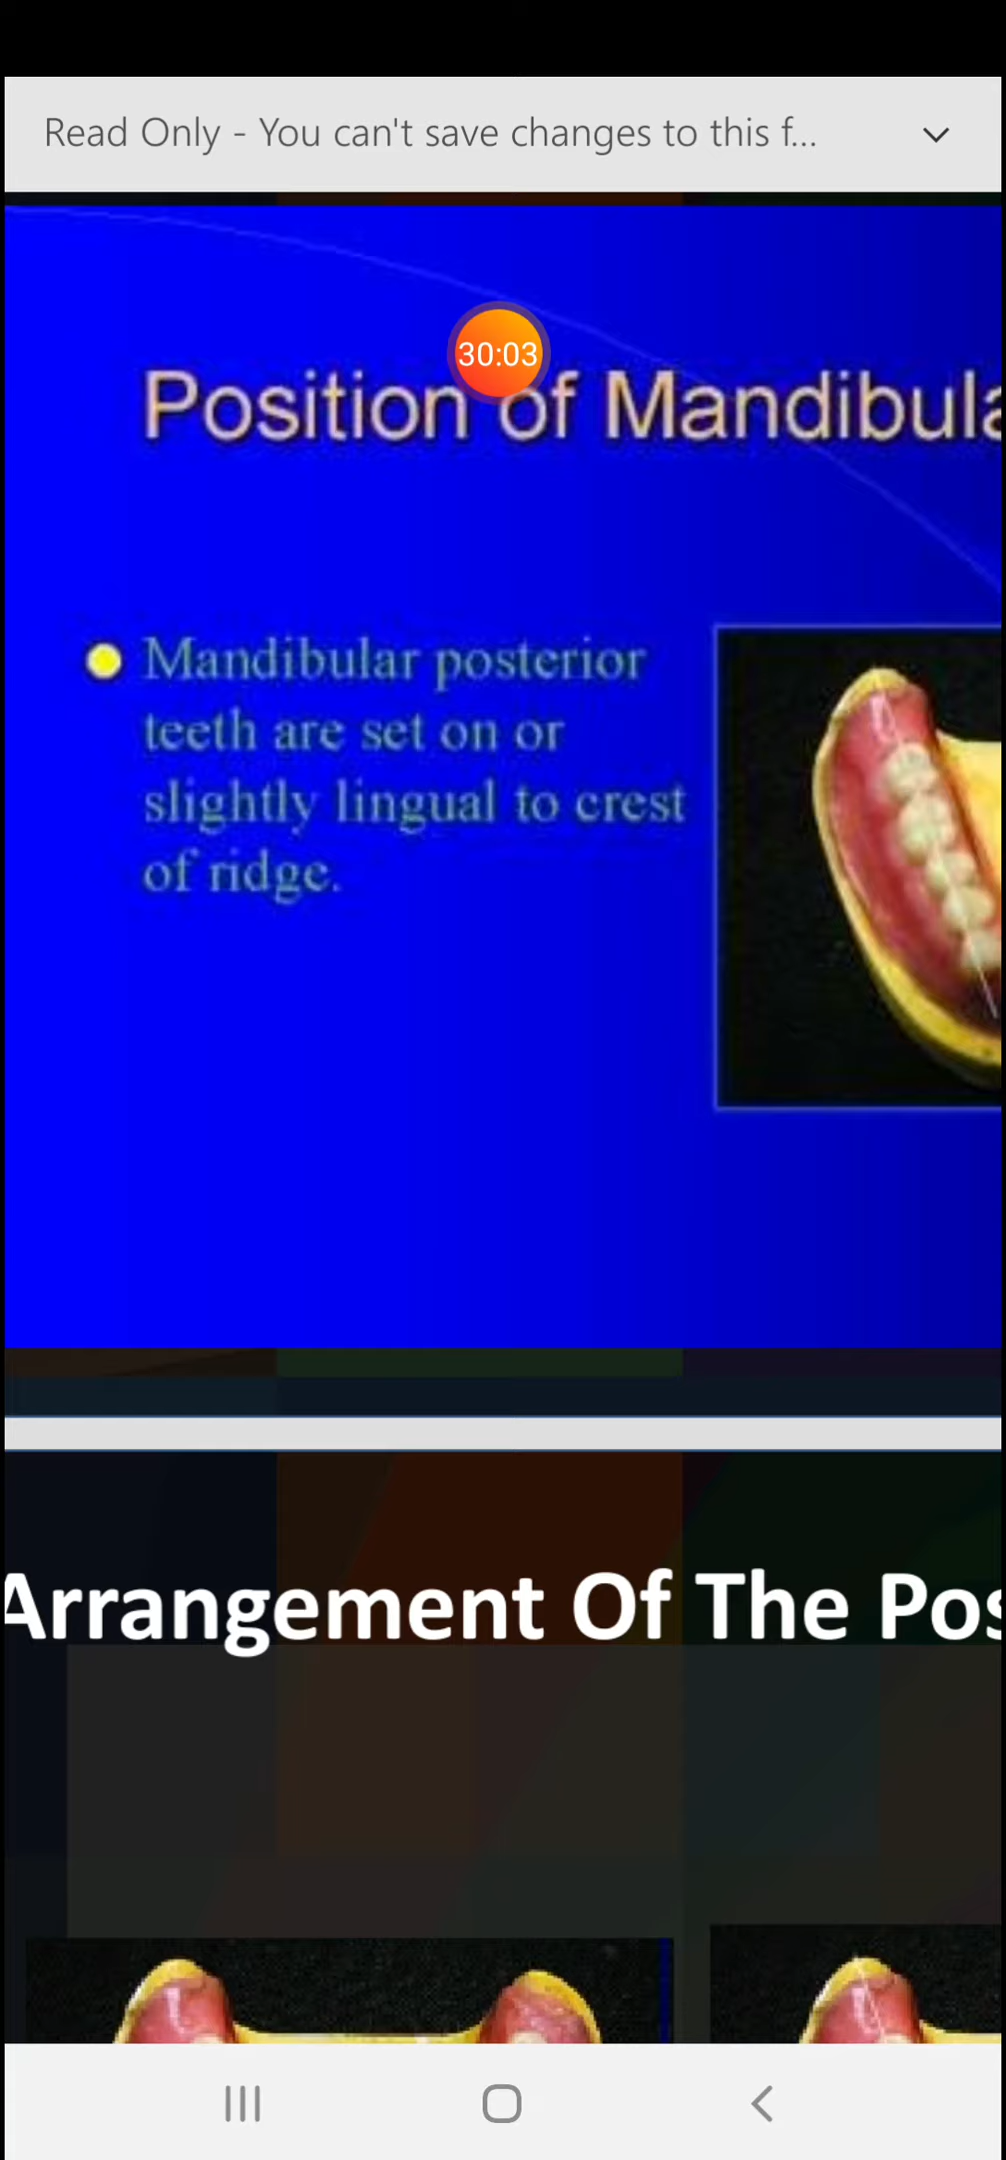 Read Only - You can't save changes to this f...
30:03
Position of Mandibula
Mandibular posterior
teeth are set on or
slightly lingual to crest
of ridge.
Arrangement Of The Pos